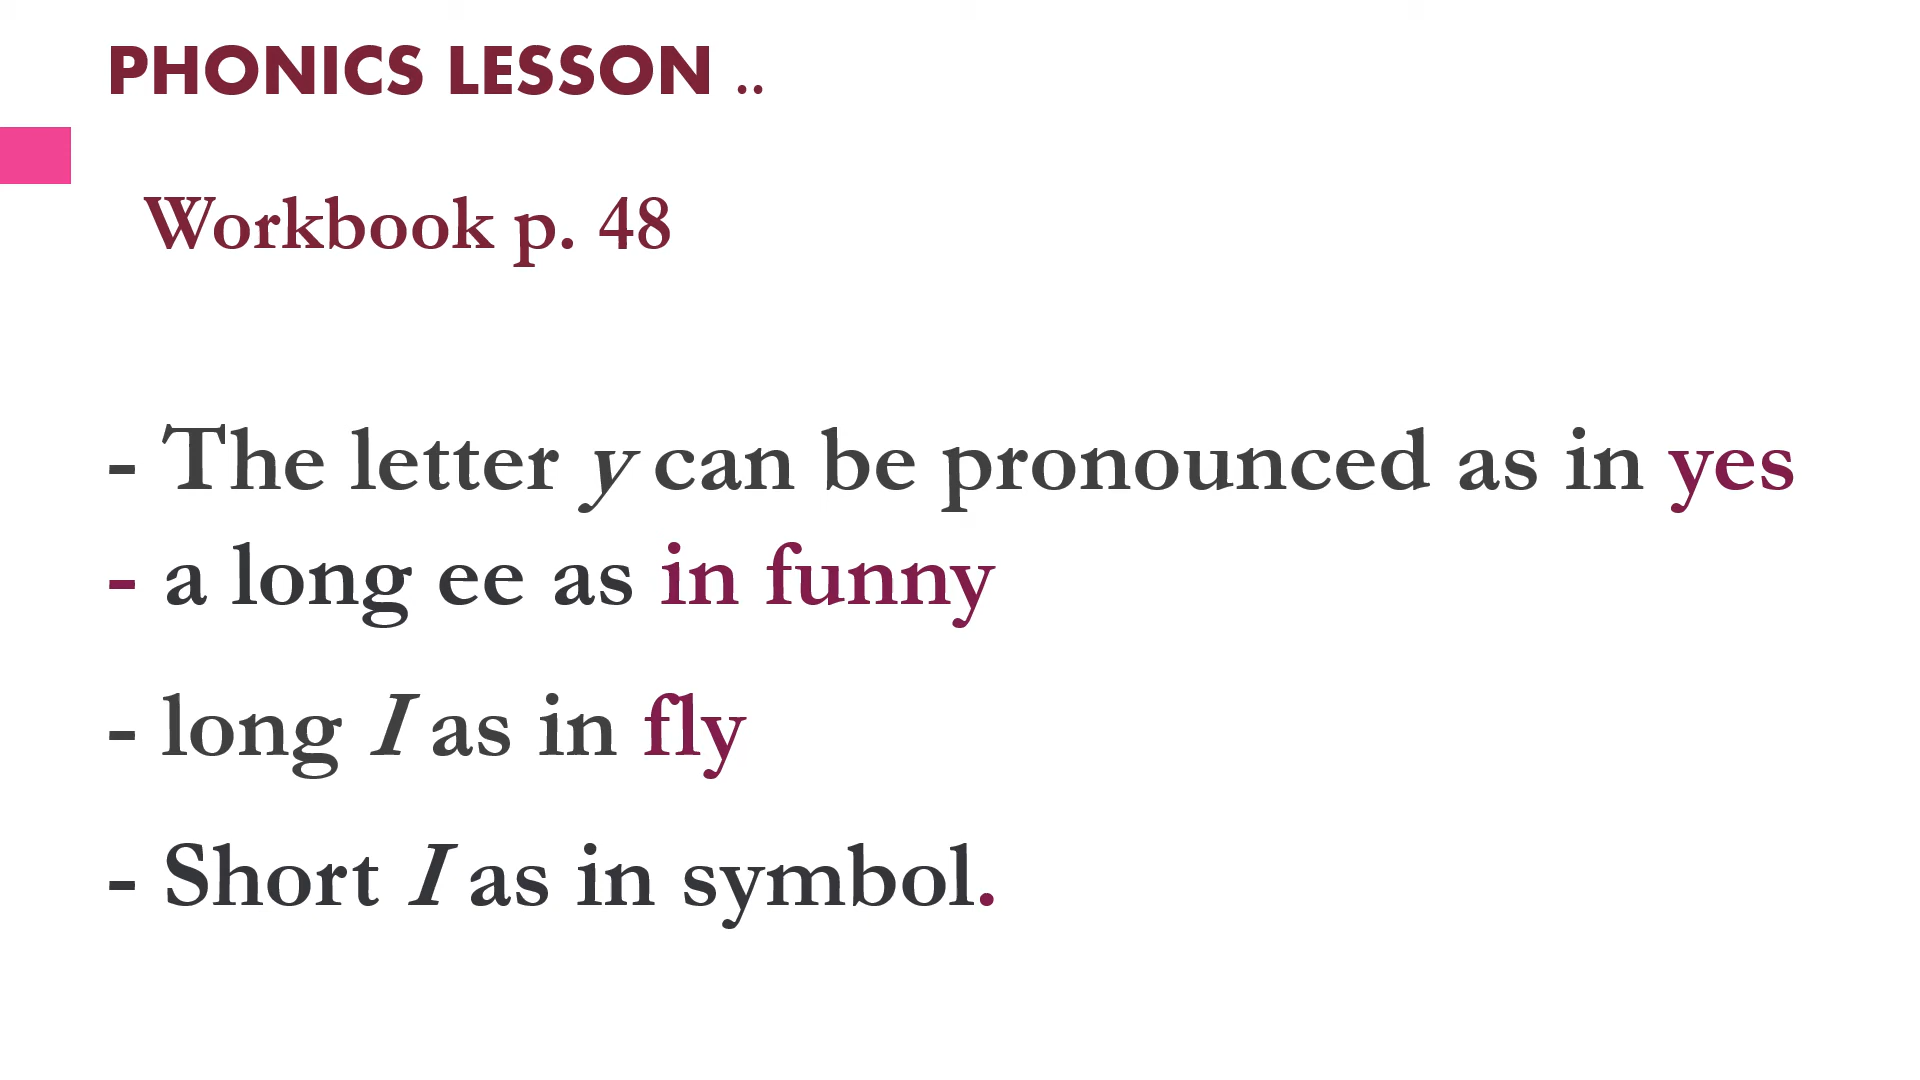 PHONICS LESSON ..
Workbook p. 48
- The letter y can be pronounced as in yes
- a long ee as in funny
- long I as in fly
- Short I as in symbol.